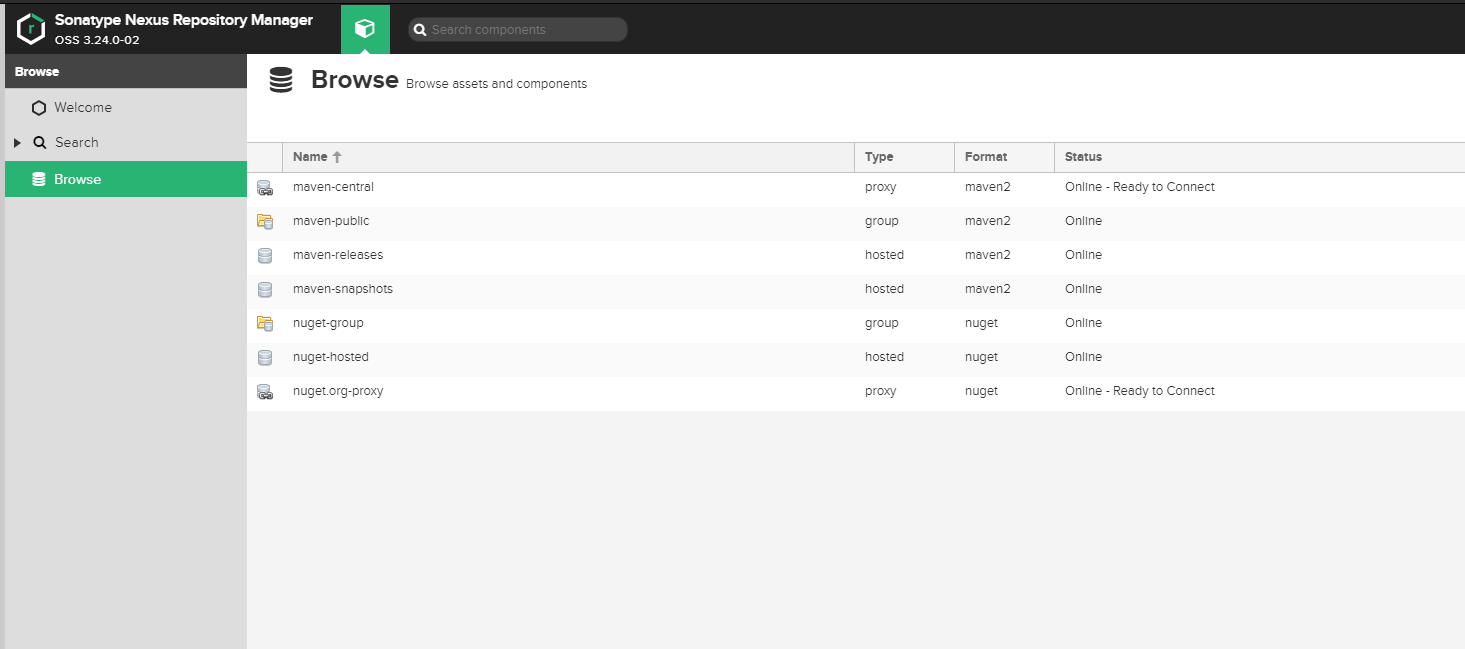 Sonatype Nexus Repository Manager
OSS 3.24.0-02
Search components
Browse
Welcome
Search
Browse
Browse Browse assets and components
Name Type Format Status
maven-central proxy maven2 Online - Ready to Connect
maven-public group maven2 Online
maven-releases hosted maven2 Online
maven-snapshots hosted maven2 Online
nuget-group group nuget Online
nuget-hosted hosted nuget Online
nuget.org-proxy proxy nuget Online - Ready to Connect